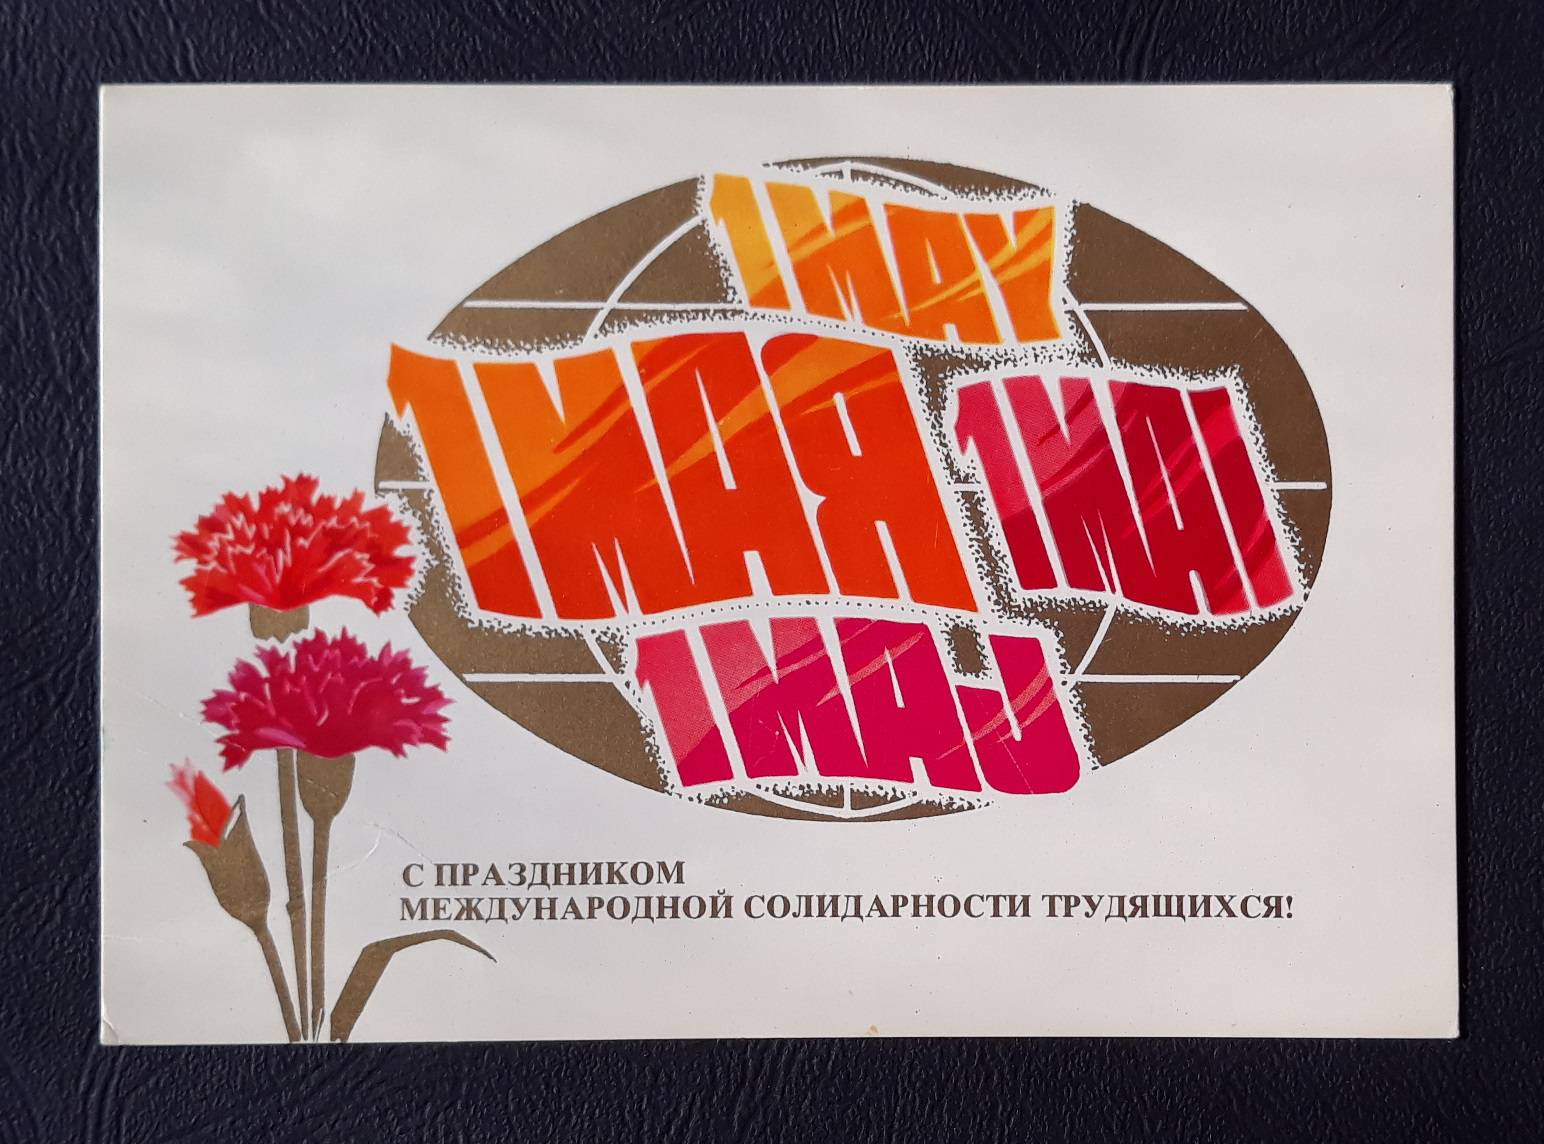 1 MAY
1 МАЯ
1 MAI
1 MAJ
С ПРАЗДНИКОМ
МЕЖДУНАРОДНОЙ СОЛИДАРНОСТИ ТРУДЯЩИХСЯ!